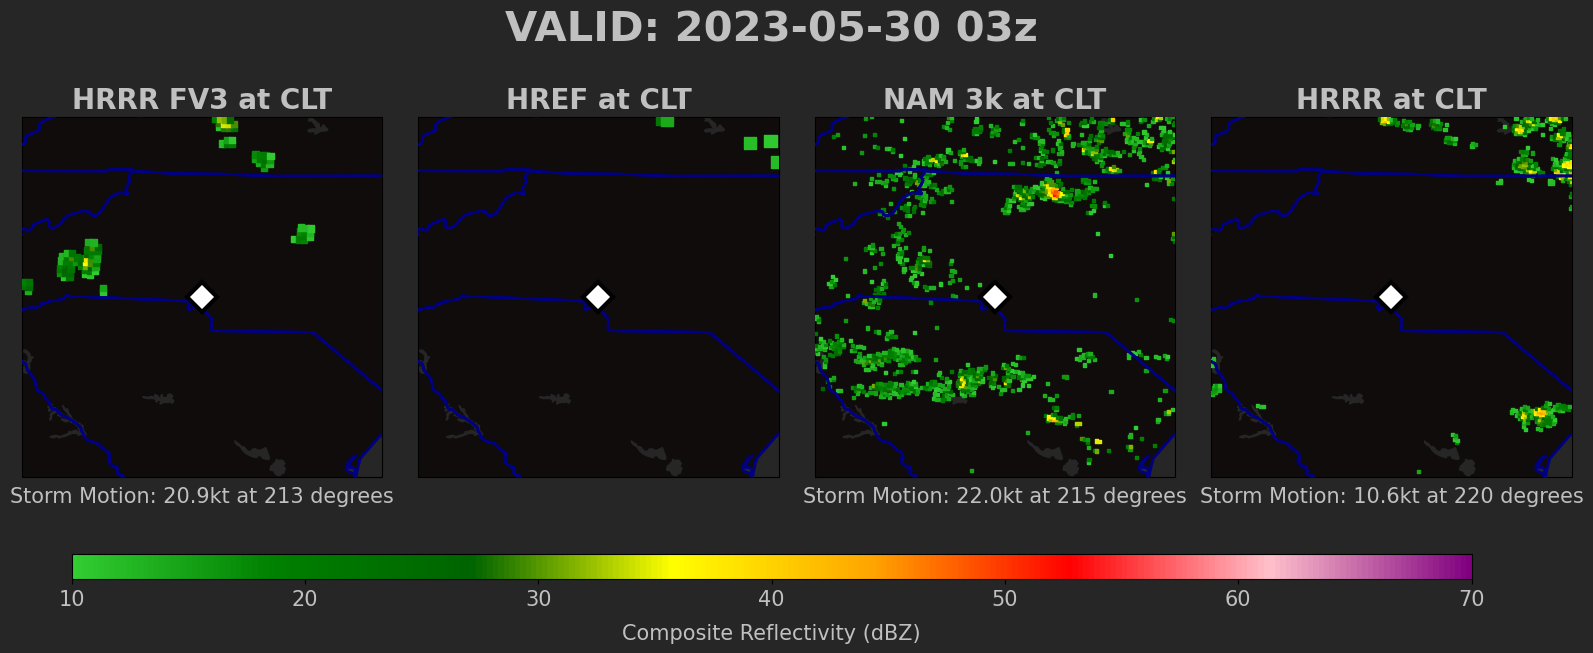 VALID: 2023-05-30 03z
HRRR FV3 at CLT
HREF at CLT
NAM 3k at CLT
HRRR at CLT
Storm Motion: 20.9kt at 213 degrees
Storm Motion: 22.0kt at 215 degrees
Storm Motion: 10.6kt at 220 degrees
10 20 30 40 50 60 70
Composite Reflectivity (dBZ)